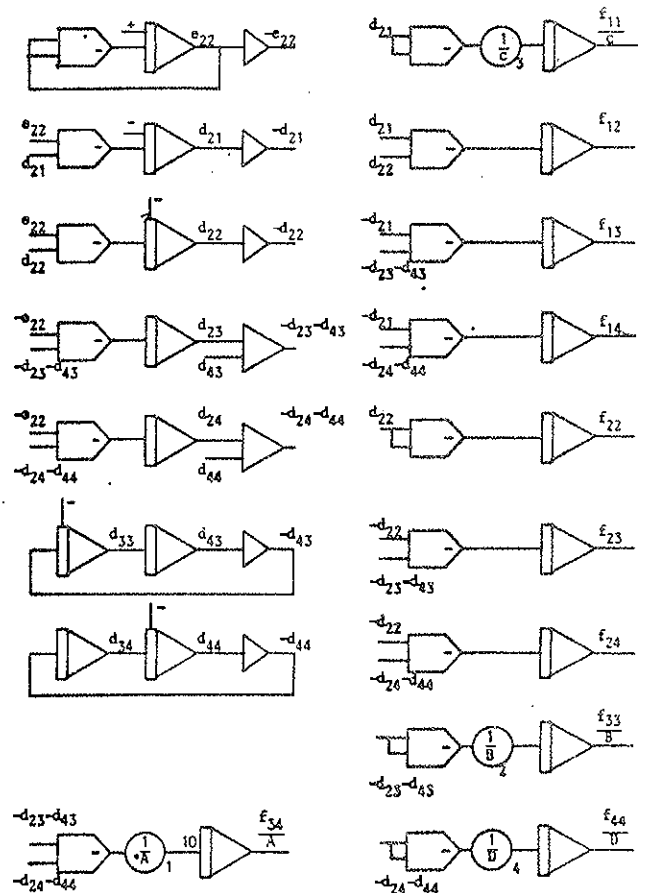 + e22 -e22
-
e22
d21
- d21 -d21
-
e22
d22
- d22 -d22
-
-e22
-d23-d43
- d23
d43
-d23-d43
-e22
-d24-d44
- d24
d44
-d24-d44
- d33 d43 -d43
d34 - d44 -d44
-d23-d43
-d24-d44
- 1/A 1 10 f34/A
d21
- 1/C 3 f11/C
d21
d22
- f12
-d21
-d23-d43
- f13
-d21
-d24-d44
- f14
d22
- f22
-d22
-d23-d43
- f23
-d22
-d24-d44
- f24
-d23-d43
- 1/B 2 f33/B
-d24-d44
- 1/D 4 f44/D